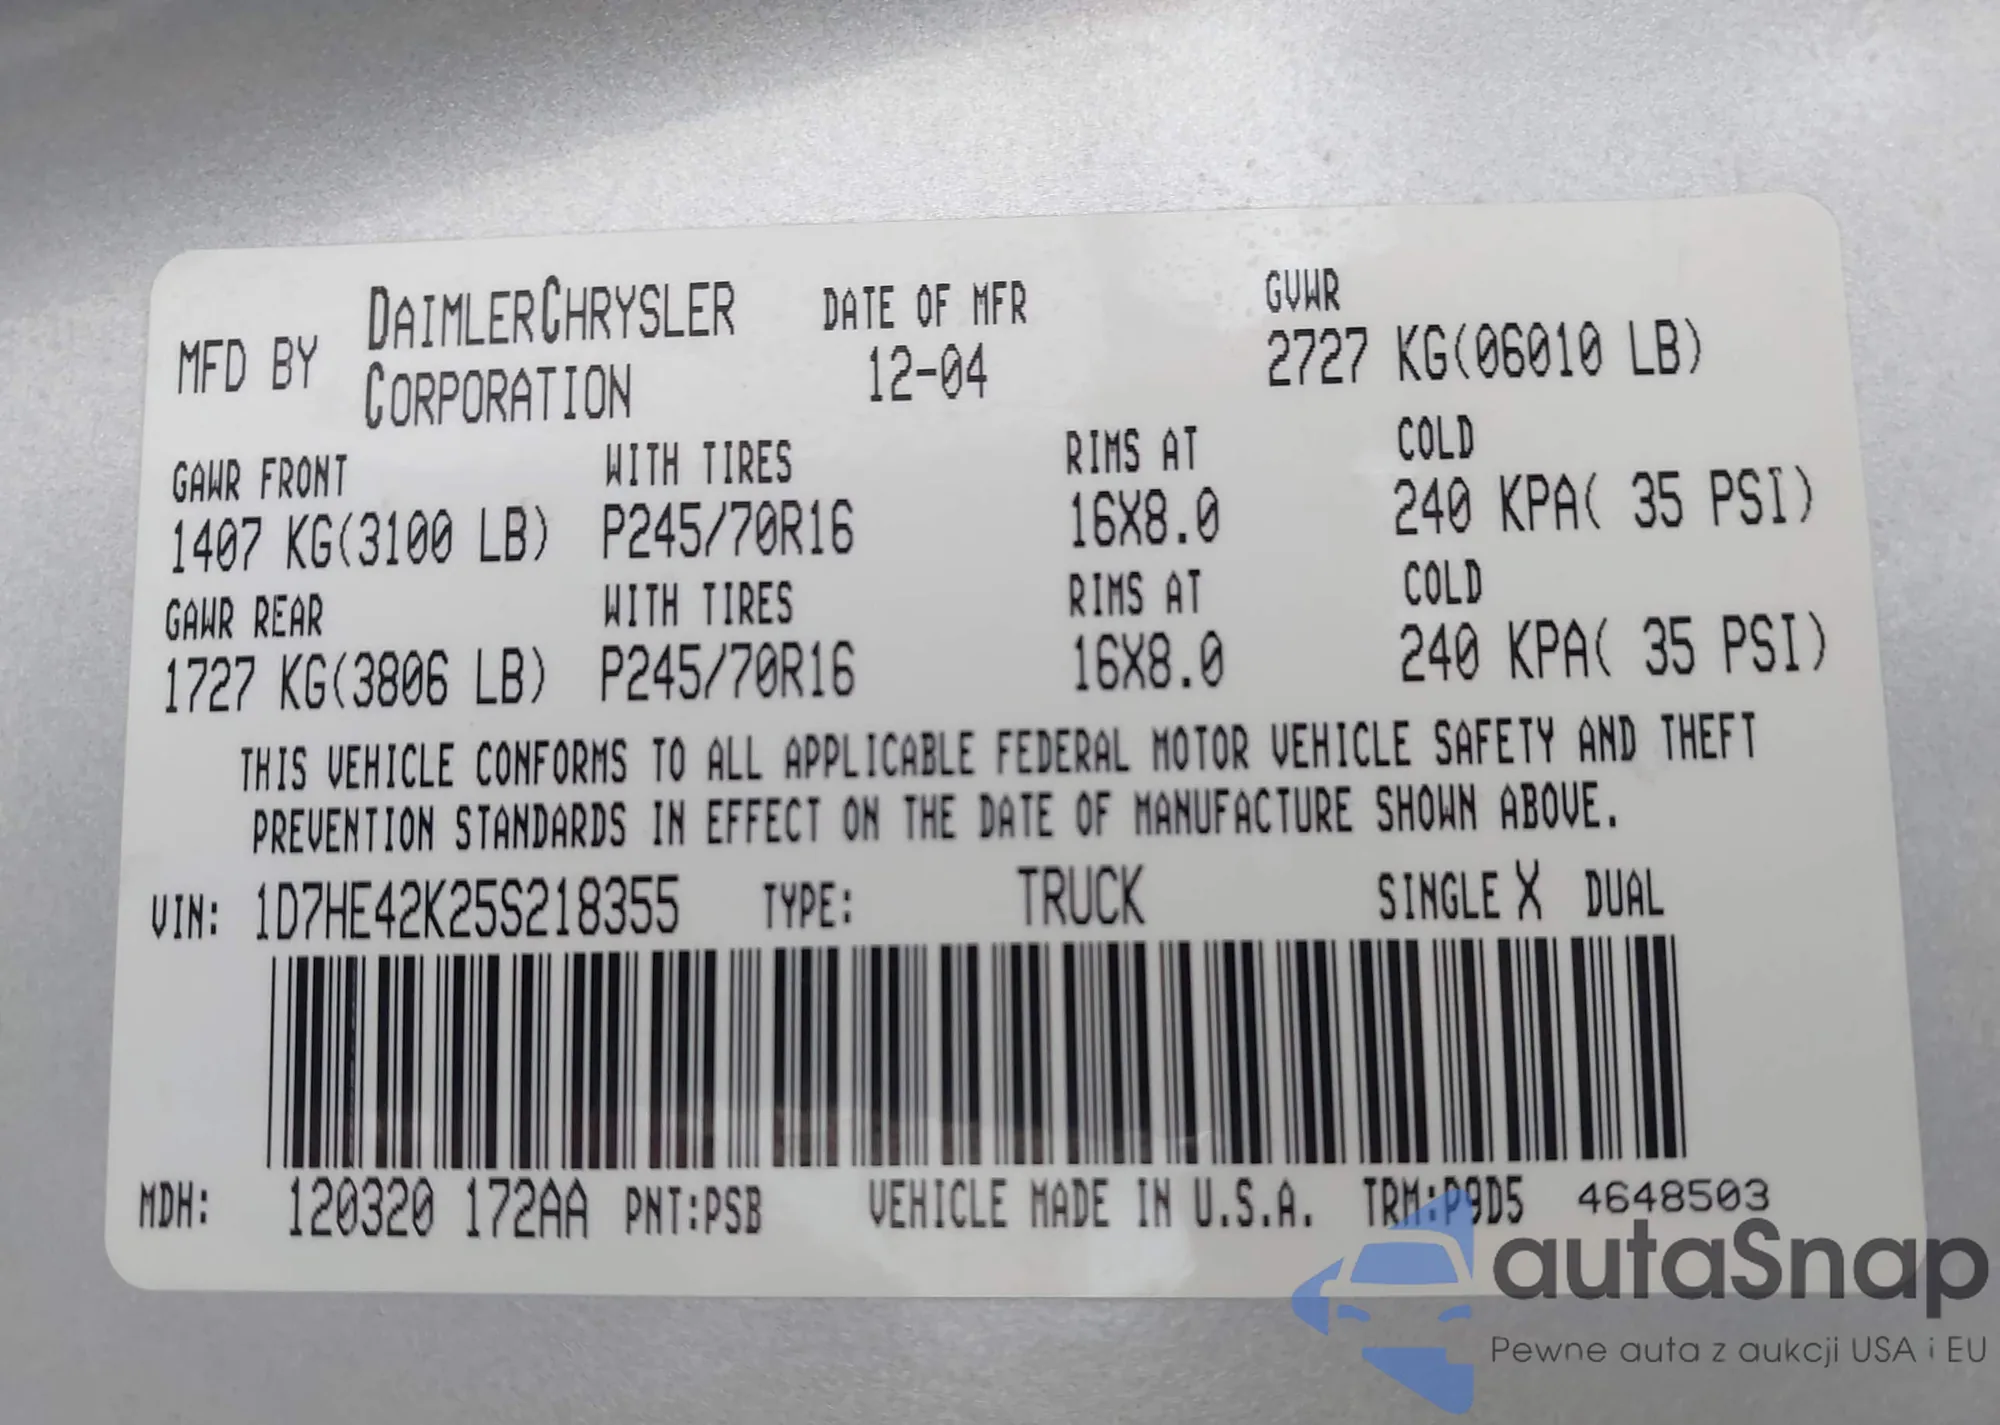 MFD BY DAIMLERCHRYSLER CORPORATION DATE OF MFR 12-04 GVWR 2727 KG(06010 LB)
GAWR FRONT WITH TIRES RIMS AT COLD
1407 KG(3100 LB) P245/70R16 16X8.0 240 KPA( 35 PSI)
GAWR REAR WITH TIRES RIMS AT COLD
1727 KG(3806 LB) P245/70R16 16X8.0 240 KPA( 35 PSI)
THIS VEHICLE CONFORMS TO ALL APPLICABLE FEDERAL MOTOR VEHICLE SAFETY AND THEFT
PREVENTION STANDARDS IN EFFECT ON THE DATE OF MANUFACTURE SHOWN ABOVE.
VIN: 1D7HE42K25S218355 TYPE: TRUCK SINGLE X DUAL
MDH: 120320 172AA PNT:PSB VEHICLE MADE IN U.S.A. TRM:P9D5 4648503
autaSnap
Pewne auta z aukcji USA i EU